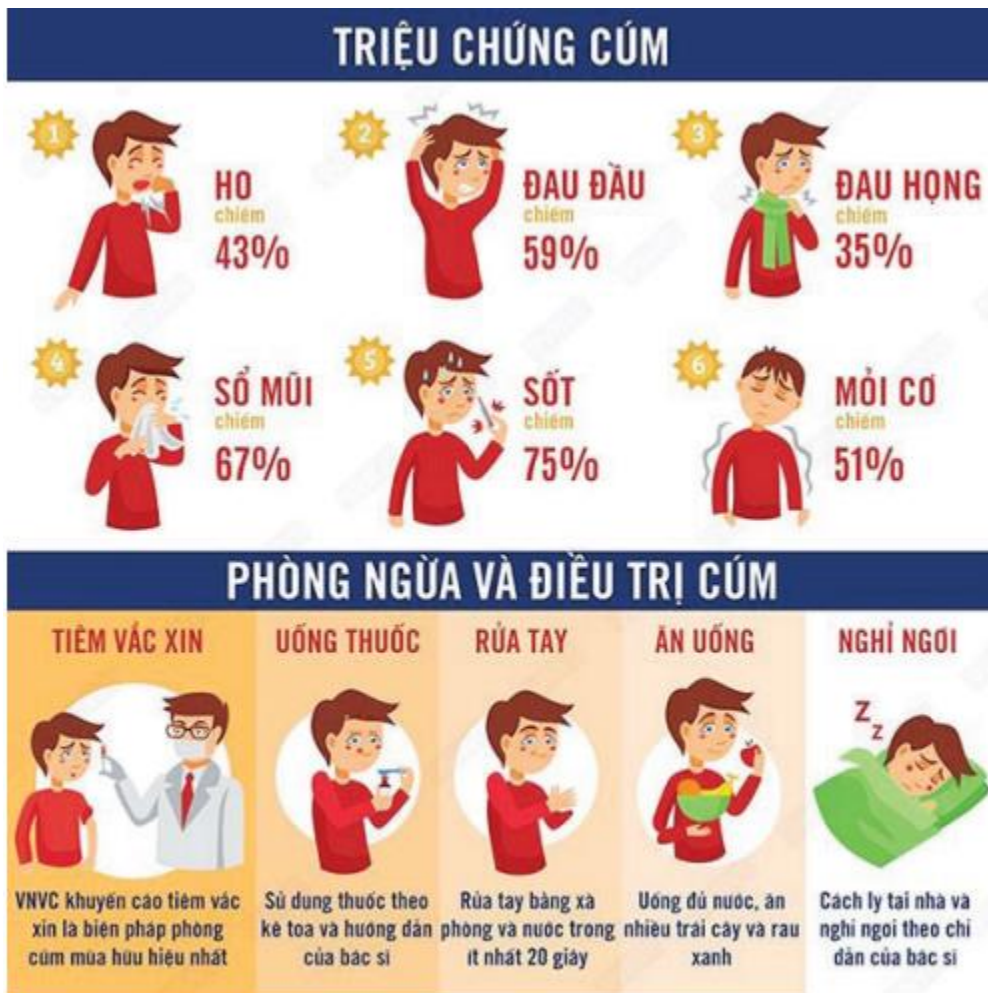 TRIỆU CHỨNG CÚM
1
HO
chiếm
43%
2
ĐAU ĐẦU
chiếm
59%
3
ĐAU HỌNG
chiếm
35%
4
SỔ MŨI
chiếm
67%
5
SỐT
chiếm
75%
6
MỎI CƠ
chiếm
51%
PHÒNG NGỪA VÀ ĐIỀU TRỊ CÚM
TIÊM VẮC XIN
VNVC khuyến cáo tiêm vắc
xin là biện pháp phòng
cúm mùa hữu hiệu nhất
UỐNG THUỐC
Sử dụng thuốc theo
kê toa và hướng dẫn
của bác sĩ
RỬA TAY
Rửa tay bằng xà
phòng và nước trong
ít nhất 20 giây
ĂN UỐNG
Uống đủ nước, ăn
nhiều trái cây và rau
xanh
NGHỈ NGƠI
Z
Z
Cách ly tại nhà và
nghỉ ngơi theo chỉ
dẫn của bác sĩ